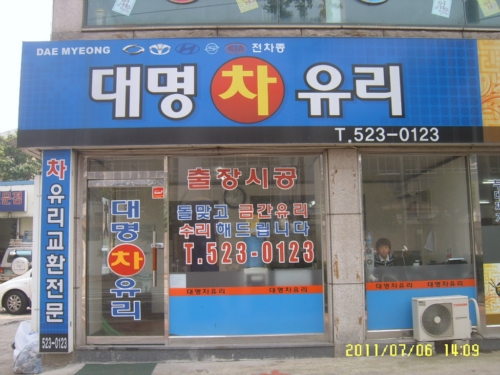 DAE MYEONG KIA 전차종
대명 차 유리
T.523-0123
차유리교환전문
523-0123
대명차유리
출장시공
돌맞고 금간유리
수리해드립니다
T.523-0123
대명차유리 대명차유리
대명차유리 대명차유리
2011/07/06 14:09